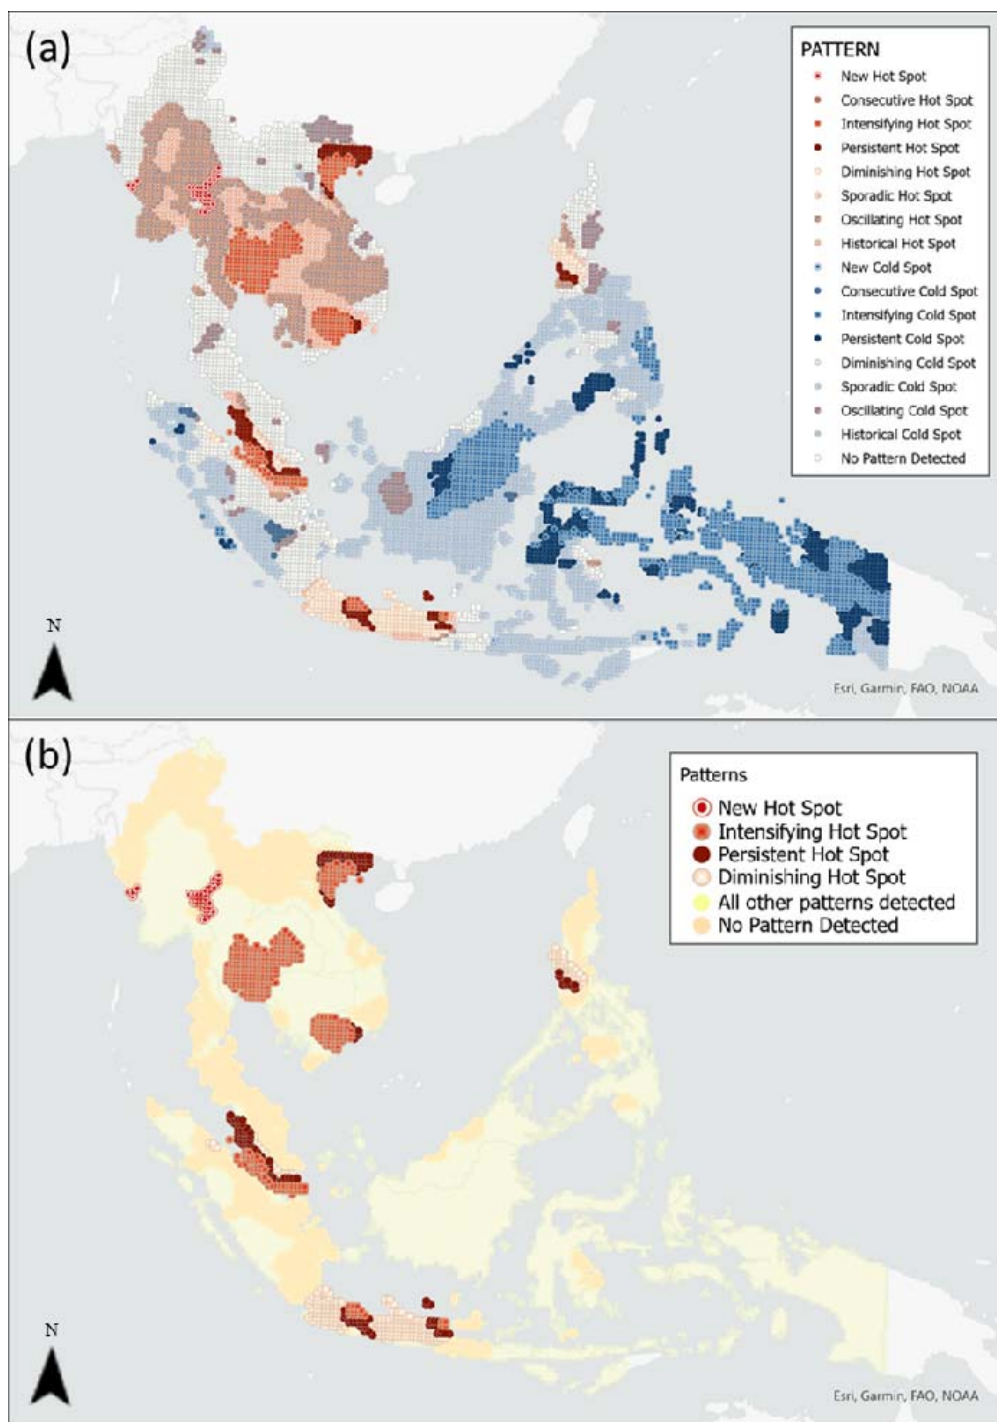 (a)
PATTERN
New Hot Spot
Consecutive Hot Spot
Intensifying Hot Spot
Persistent Hot Spot
Diminishing Hot Spot
Sporadic Hot Spot
Oscillating Hot Spot
Historical Hot Spot
New Cold Spot
Consecutive Cold Spot
Intensifying Cold Spot
Persistent Cold Spot
Diminishing Cold Spot
Sporadic Cold Spot
Oscillating Cold Spot
Historical Cold Spot
No Pattern Detected
N
Esri, Garmin, FAO, NOAA
(b)
Patterns
New Hot Spot
Intensifying Hot Spot
Persistent Hot Spot
Diminishing Hot Spot
All other patterns detected
No Pattern Detected
N
Esri, Garmin, FAO, NOAA